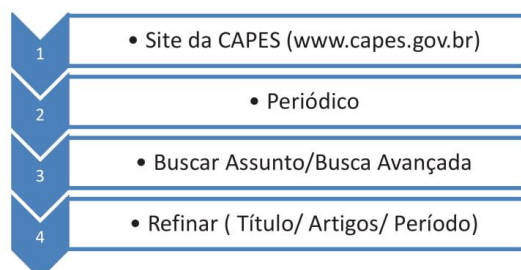 1 • Site da CAPES (www.capes.gov.br)
2 • Periódico
3 • Buscar Assunto/Busca Avançada
4 • Refinar ( Título/ Artigos/ Período)